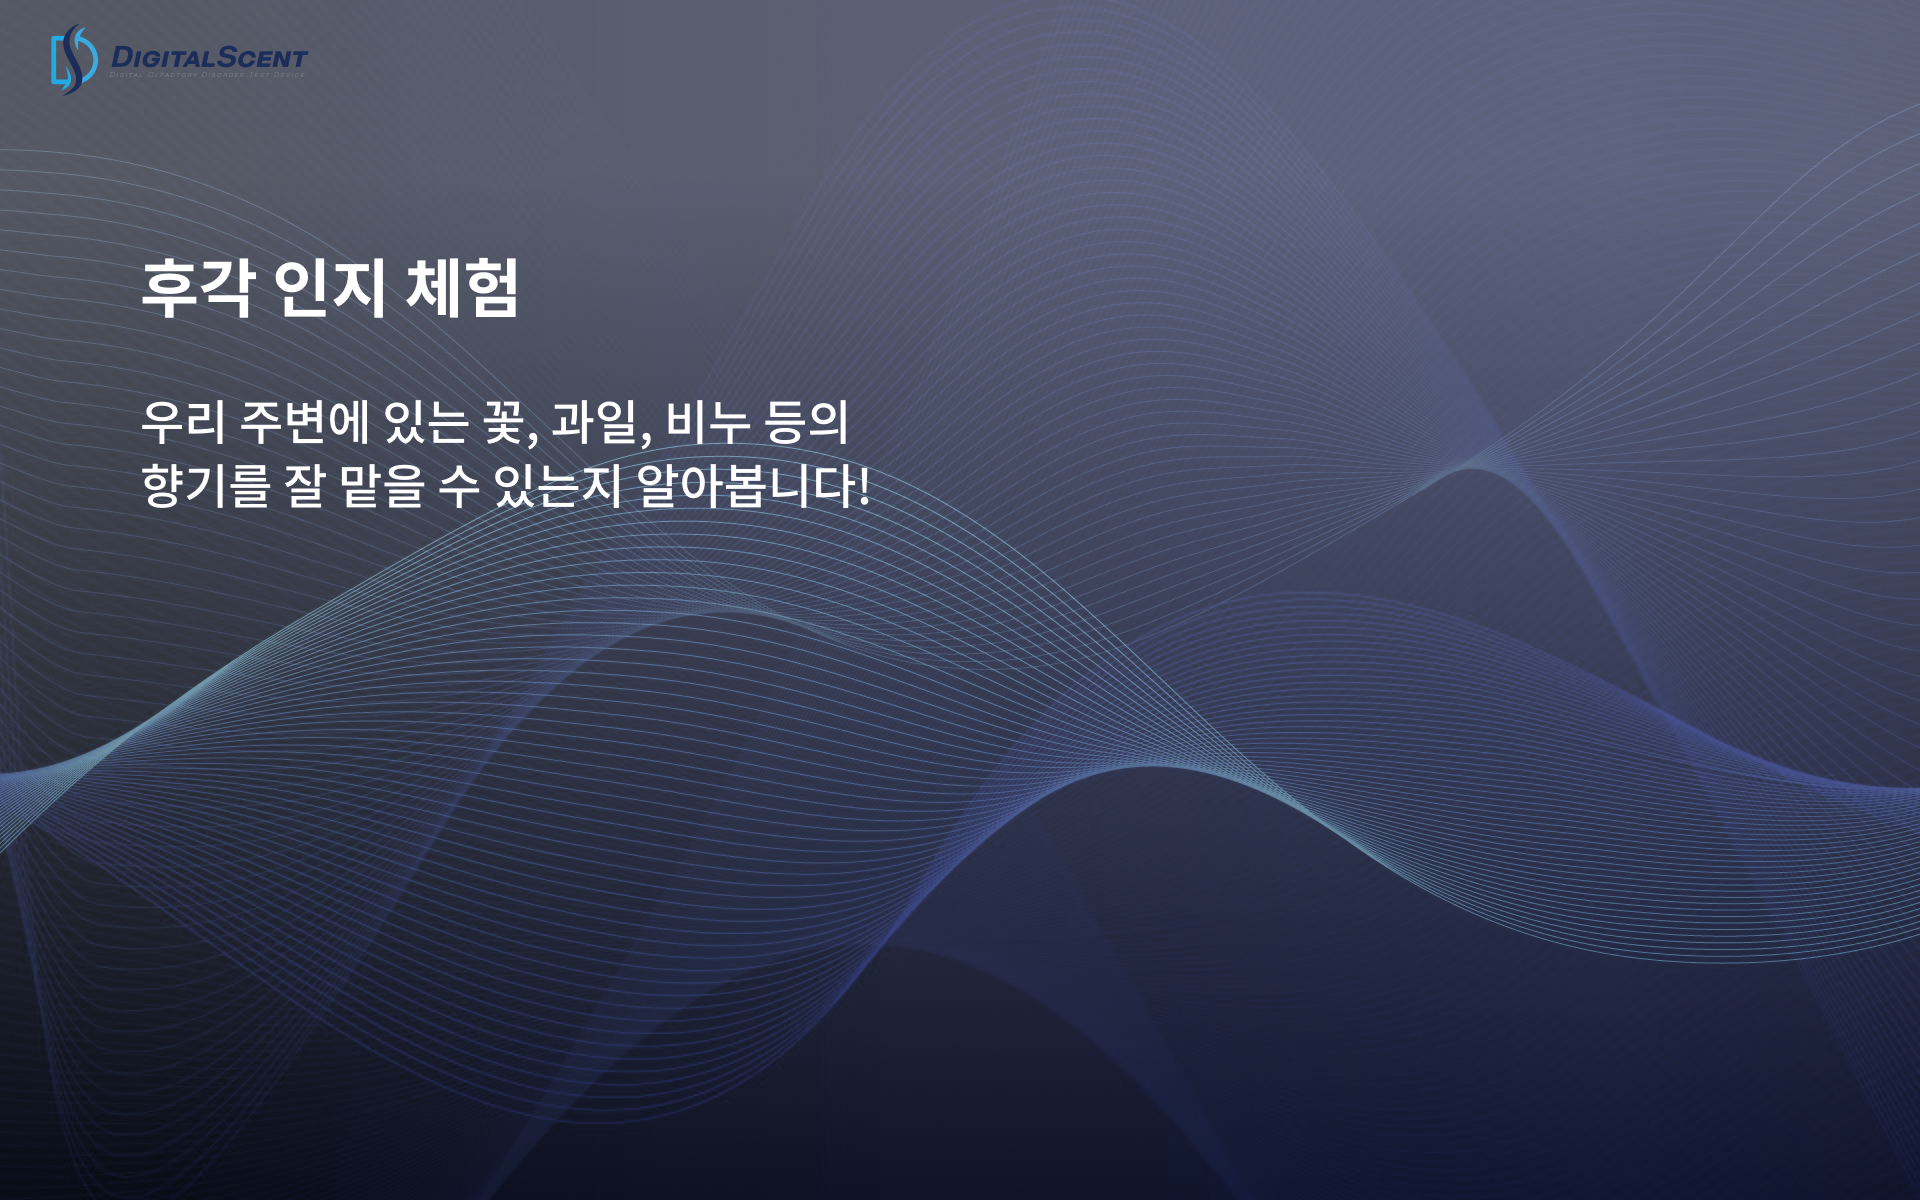 DIGITALSCENT
DIGITAL OLFACTORY DISORDER TEST DEVICE
후각 인지 체험
우리 주변에 있는 꽃, 과일, 비누 등의
향기를 잘 맡을 수 있는지 알아봅니다!